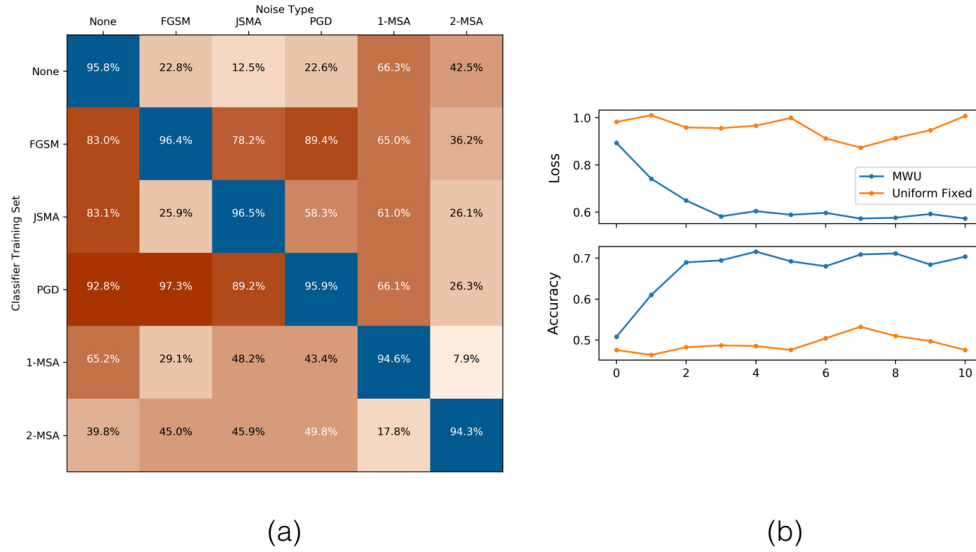 Noise Type
None FGSM JSMA PGD 1-MSA 2-MSA
Classifier Training Set
None 95.8% 22.8% 12.5% 22.6% 66.3% 42.5%
FGSM 83.0% 96.4% 78.2% 89.4% 65.0% 36.2%
JSMA 83.1% 25.9% 96.5% 58.3% 61.0% 26.1%
PGD 92.8% 97.3% 89.2% 95.9% 66.1% 26.3%
1-MSA 65.2% 29.1% 48.2% 43.4% 94.6% 7.9%
2-MSA 39.8% 45.0% 45.9% 49.8% 17.8% 94.3%
(a)
Loss
1.0
0.8
0.6
MWU
Uniform Fixed
Accuracy
0.7
0.6
0.5
0 2 4 6 8 10
(b)